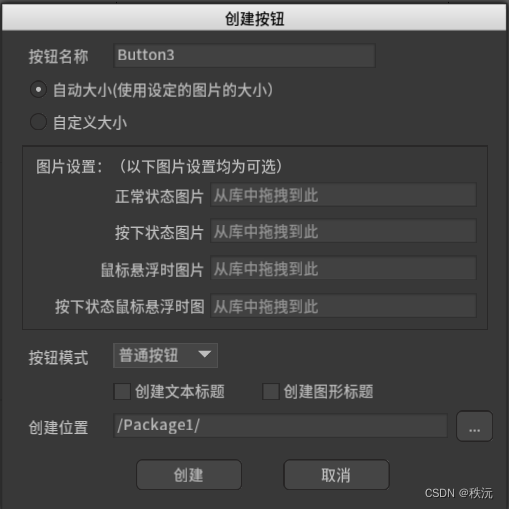 创建按钮
按钮名称 Button3
自动大小(使用设定的图片的大小)
自定义大小
图片设置：（以下图片设置均为可选）
正常状态图片 从库中拖拽到此
按下状态图片 从库中拖拽到此
鼠标悬浮时图片 从库中拖拽到此
按下状态鼠标悬浮时图 从库中拖拽到此
按钮模式 普通按钮
创建文本标题 创建图形标题
创建位置 /Package1/ ...
创建 取消
CSDN @秩沅